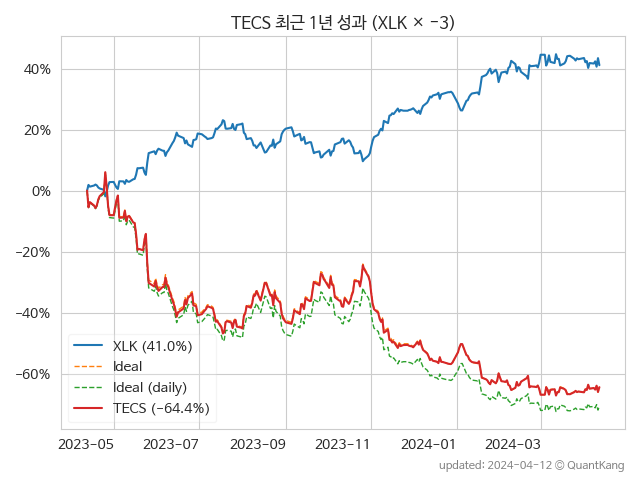 TECS 최근 1년 성과 (XLK × −3)
40%
20%
0%
−20%
−40%
−60%
XLK (41.0%)
Ideal
Ideal (daily)
TECS (−64.4%)
2023-05
2023-07
2023-09
2023-11
2024-01
2024-03
updated: 2024-04-12 © QuantKang